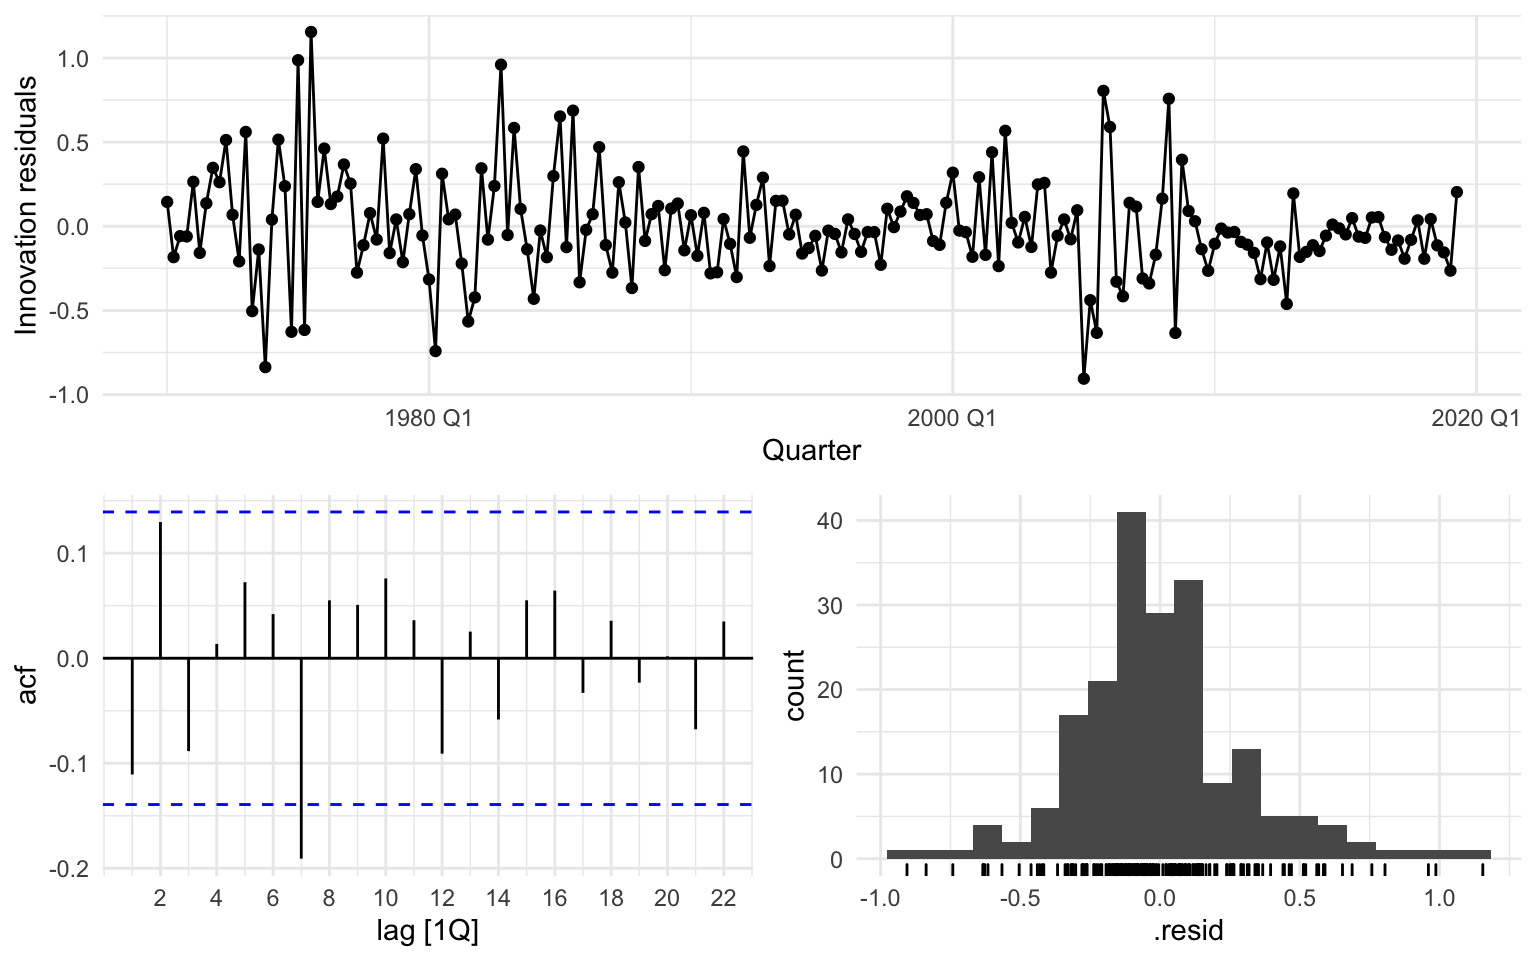 Innovation residuals
1.0
0.5
0.0
-0.5
-1.0
1980 Q1 2000 Q1 2020 Q1
Quarter
acf
0.1
0.0
-0.1
-0.2
2 4 6 8 10 12 14 16 18 20 22
lag [1Q]
count
40
30
20
10
0
-1.0 -0.5 0.0 0.5 1.0
.resid